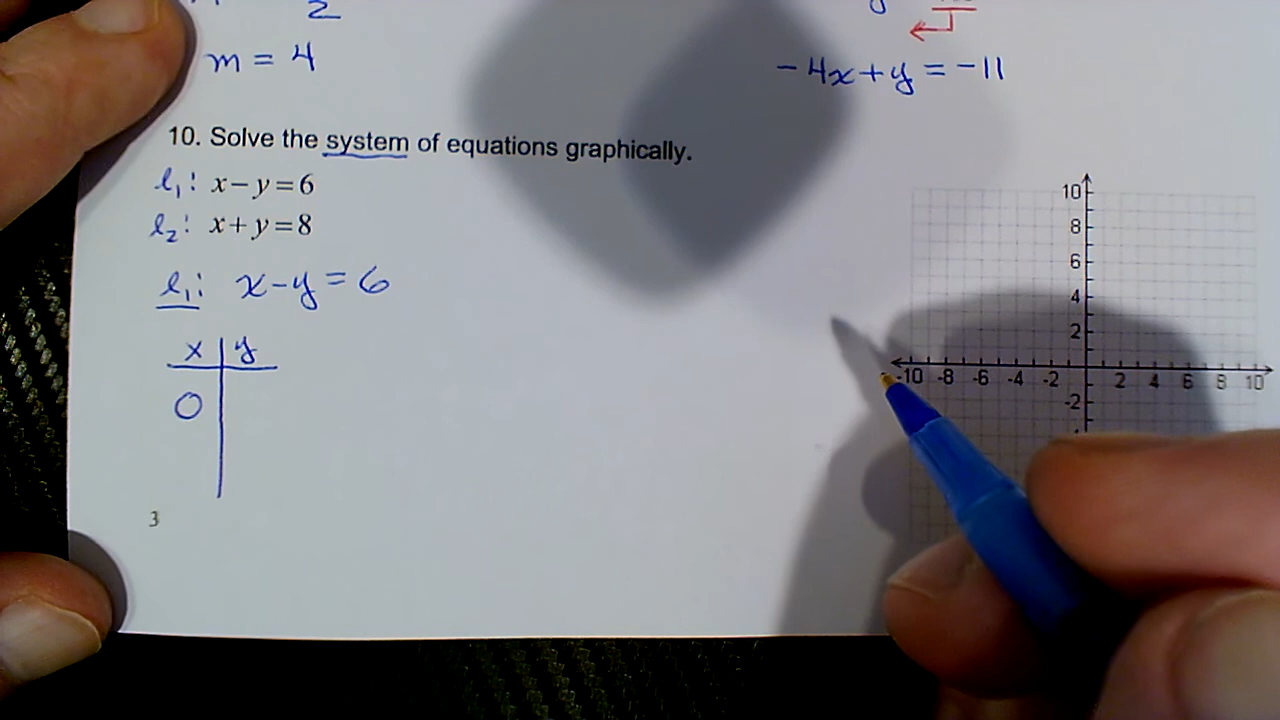 2
m = 4
-4x+y = -11
10. Solve the system of equations graphically.
l₁: x – y = 6
l₂: x + y = 8
l₁: x-y = 6
x y
0
10
8
6
4
2
-10 -8 -6 -4 -2 2 4 6 8 10
-2
3